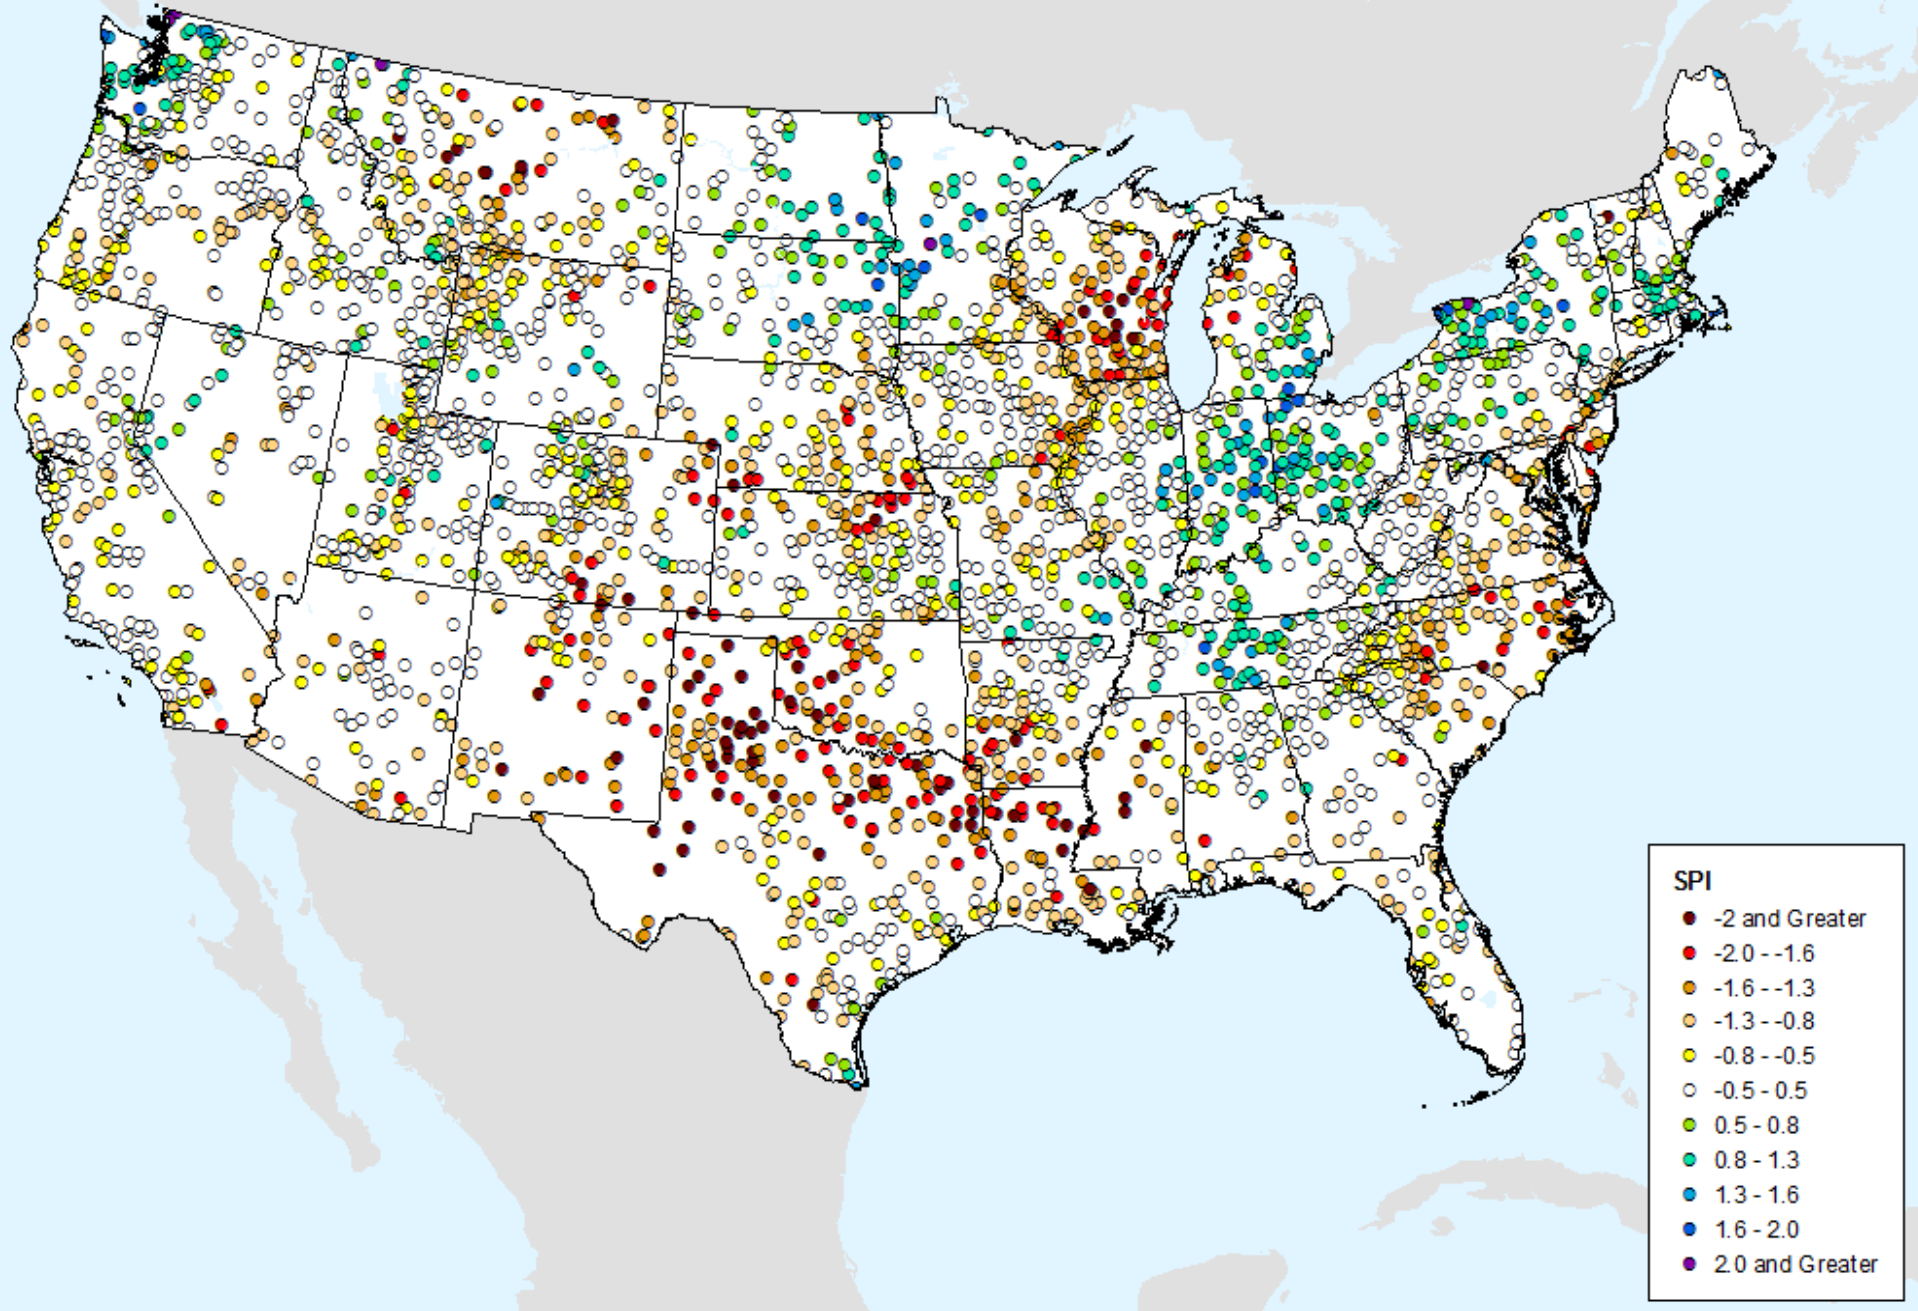 SPI
-2 and Greater
-2.0 - -1.6
-1.6 - -1.3
-1.3 - -0.8
-0.8 - -0.5
-0.5 - 0.5
0.5 - 0.8
0.8 - 1.3
1.3 - 1.6
1.6 - 2.0
2.0 and Greater